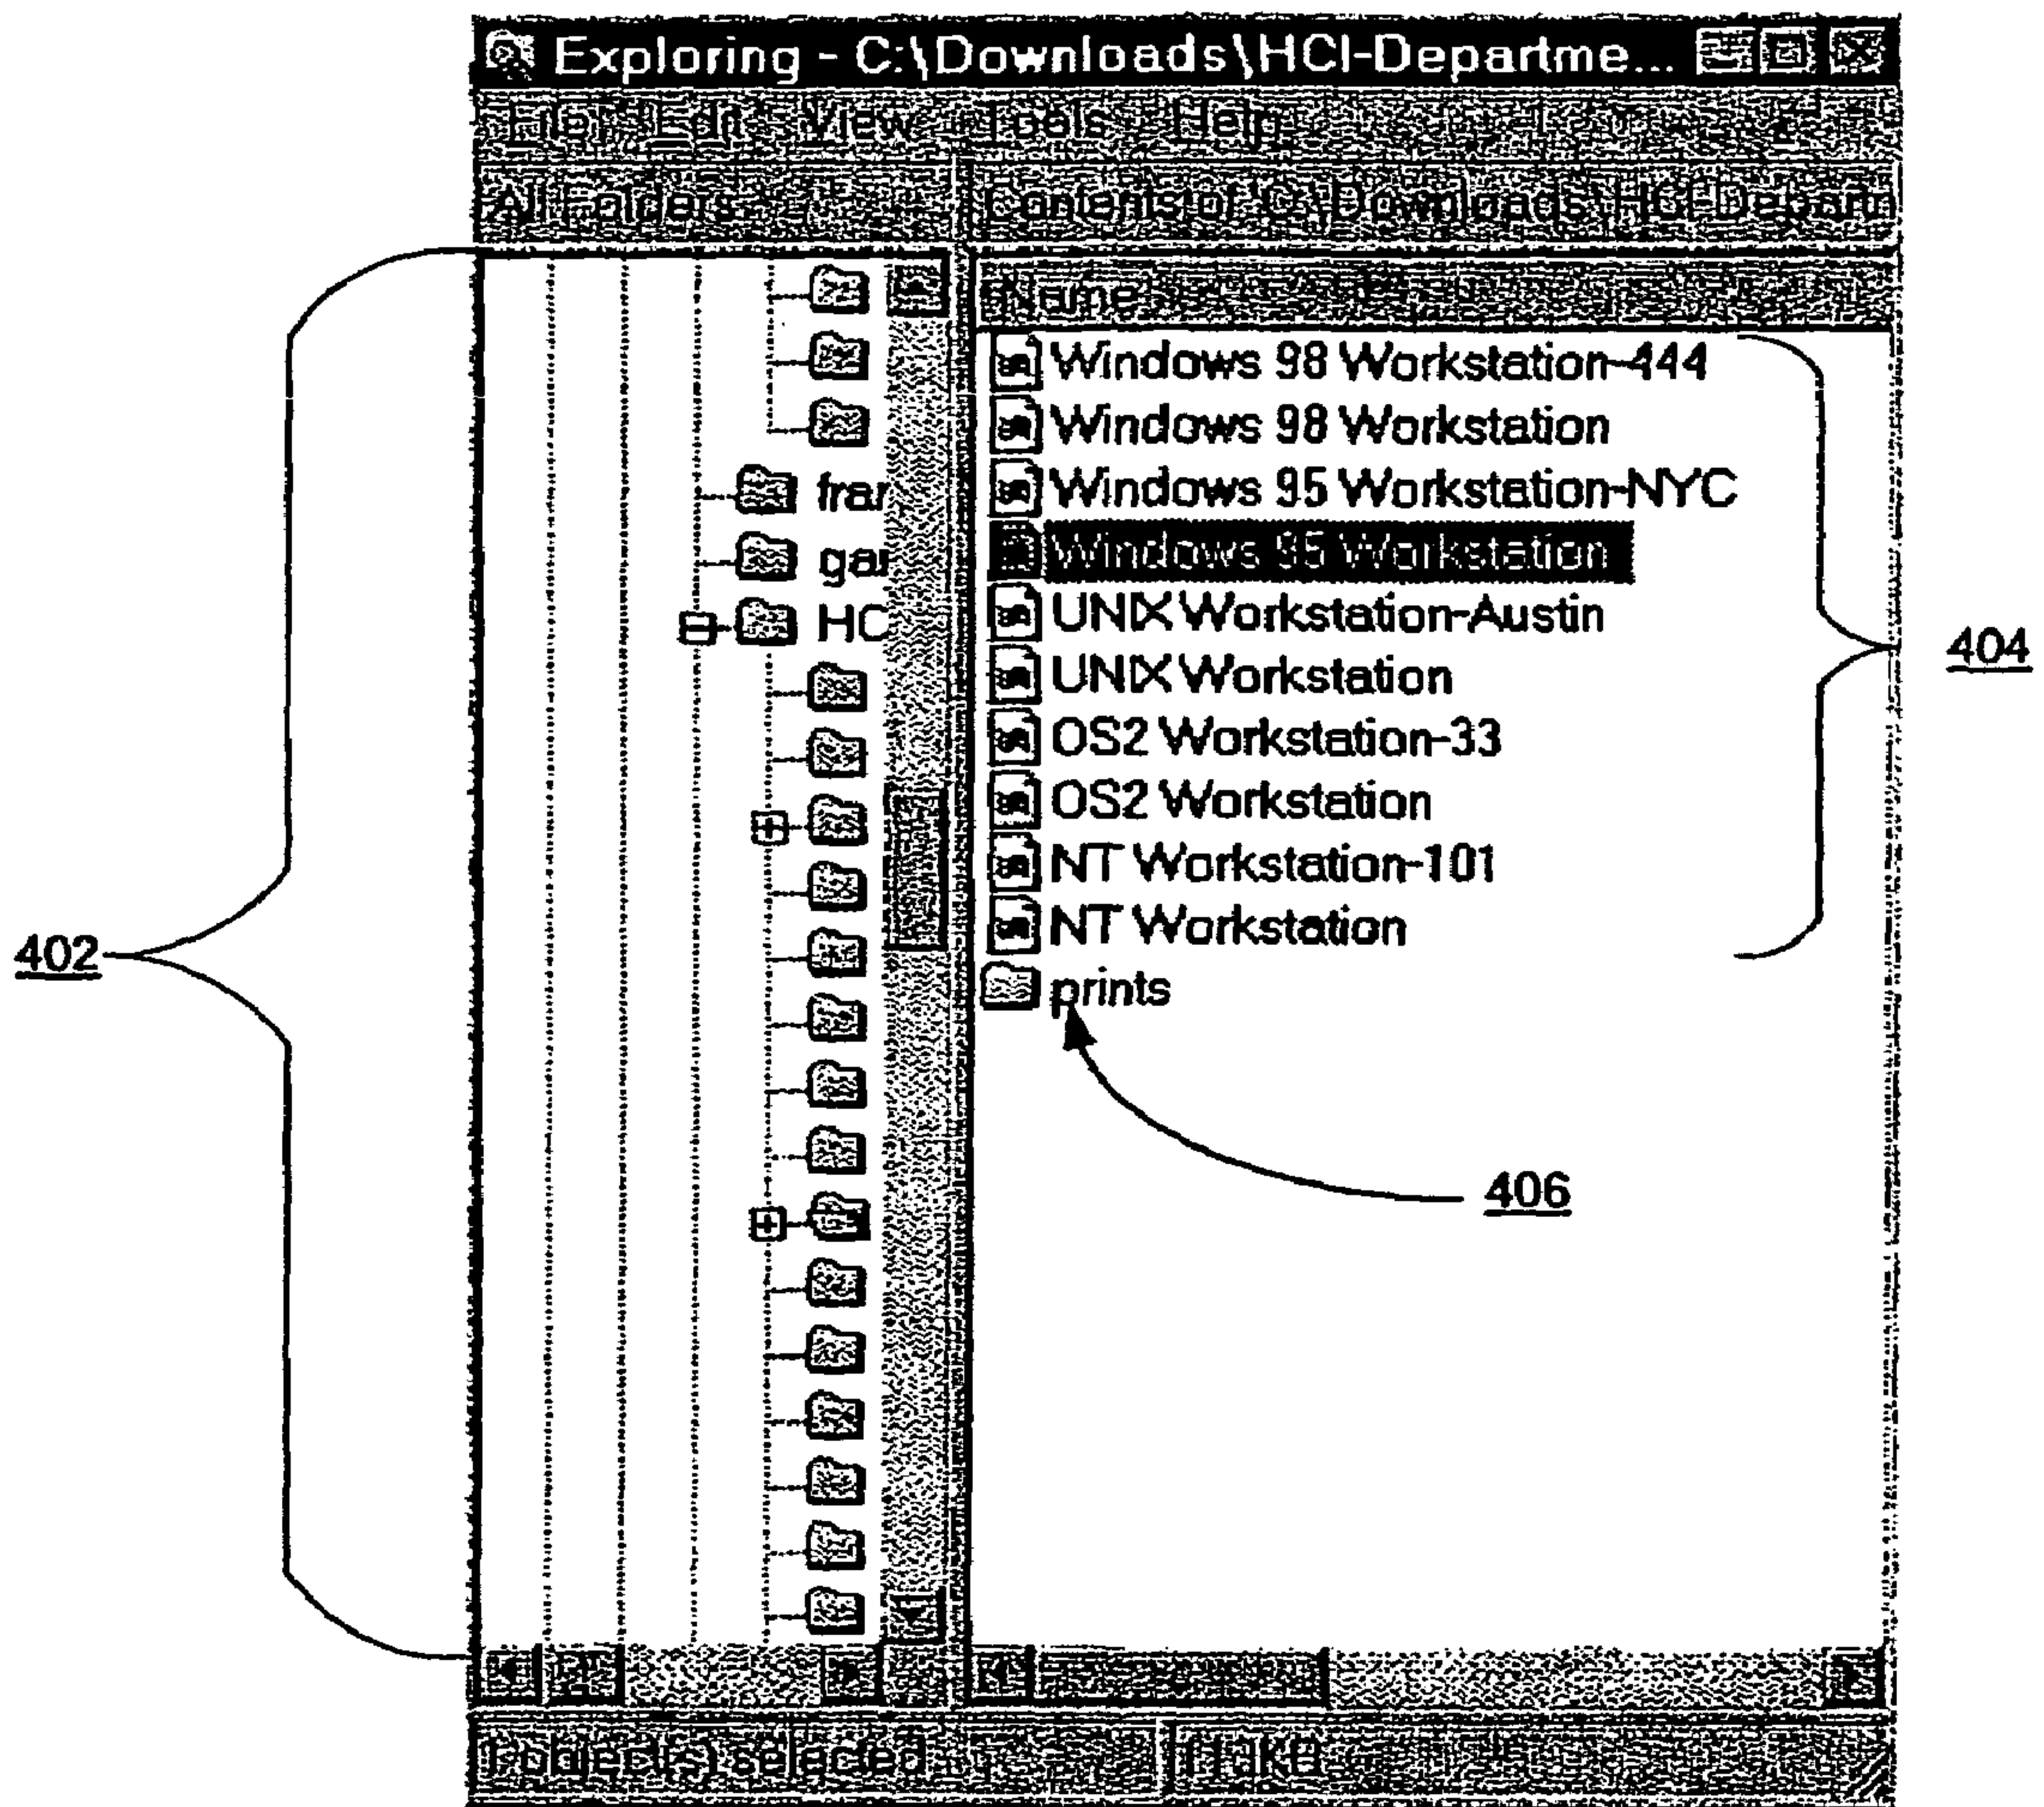 Exploring - C:\Downloads\HCI-Departme...
File Edit View Tools Help
All Folders
Contents of 'C:\Downloads\HCI-Depart
Name
Windows 98 Workstation-444
Windows 98 Workstation
Windows 95 Workstation-NYC
Windows 95 Workstation
UNIX Workstation-Austin
UNIX Workstation
OS2 Workstation-33
OS2 Workstation
NT Workstation-101
NT Workstation
prints
fran
gar
HC
402
404
406
1 object(s) selected